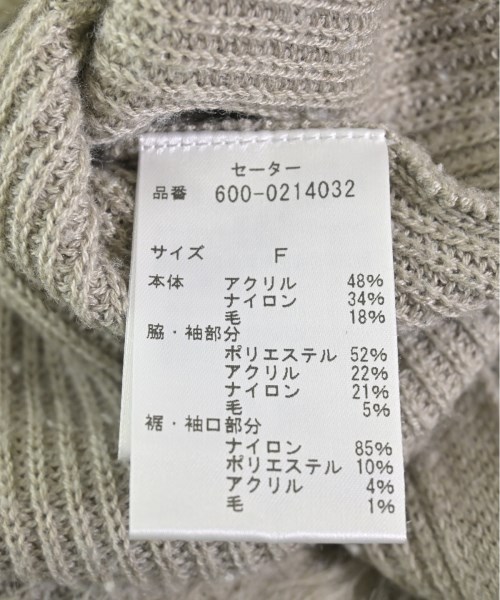 セーター
品番 600-0214032
サイズ F
本体 アクリル 48%
ナイロン 34%
毛 18%
脇・袖部分
ポリエステル 52%
アクリル 22%
ナイロン 21%
毛 5%
裾・袖口部分
ナイロン 85%
ポリエステル 10%
アクリル 4%
毛 1%